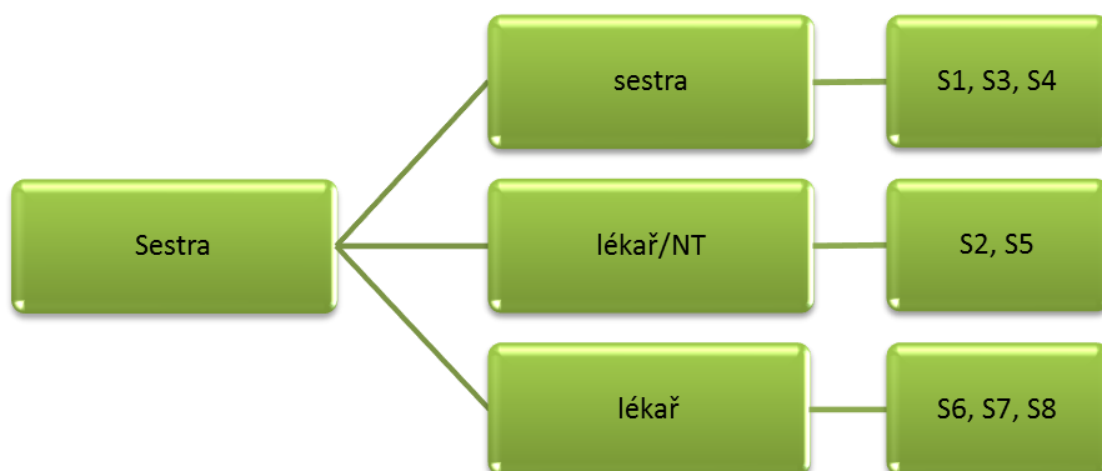 sestra
S1, S3, S4
Sestra
lékař/NT
S2, S5
lékař
S6, S7, S8